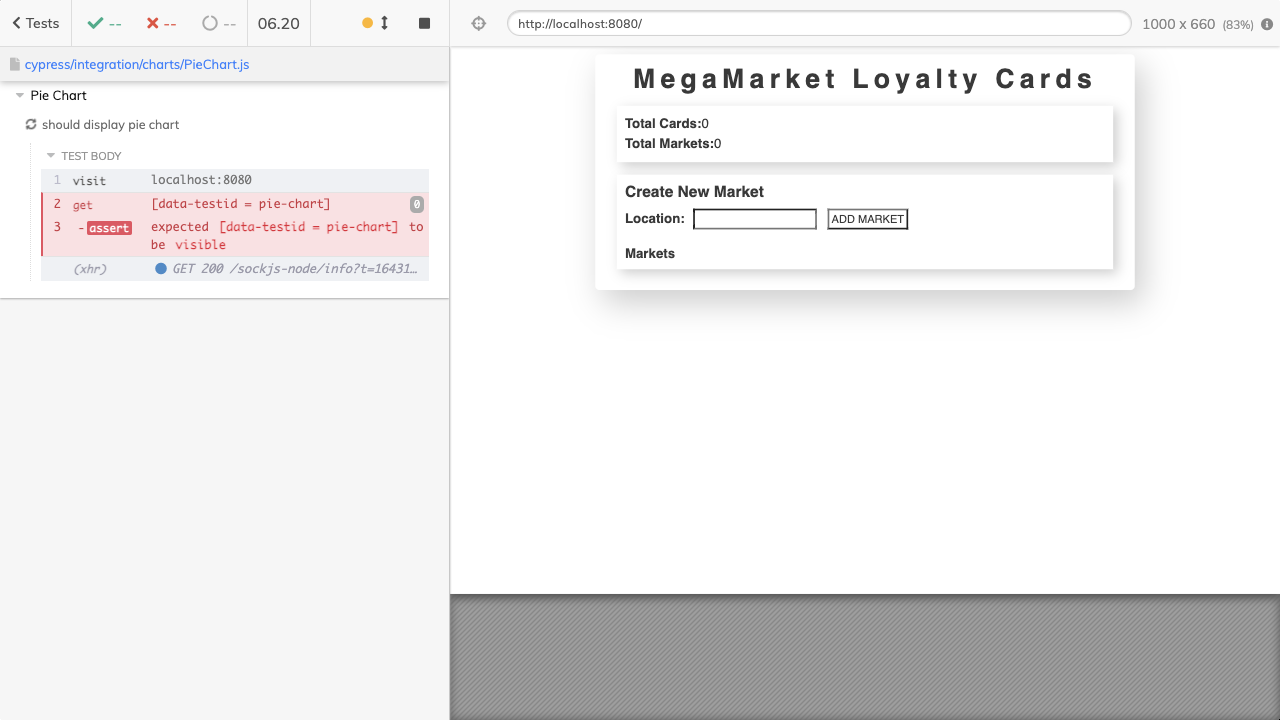 Tests -- -- -- 06.20
cypress/integration/charts/PieChart.js
Pie Chart
should display pie chart
TEST BODY
1 visit localhost:8080
2 get [data-testid = pie-chart] 0
3 -assert expected [data-testid = pie-chart] to
be visible
(xhr) GET 200 /sockjs-node/info?t=16431…
http://localhost:8080/ 1000 x 660 (83%)
MegaMarket Loyalty Cards
Total Cards:0
Total Markets:0
Create New Market
Location: ADD MARKET
Markets